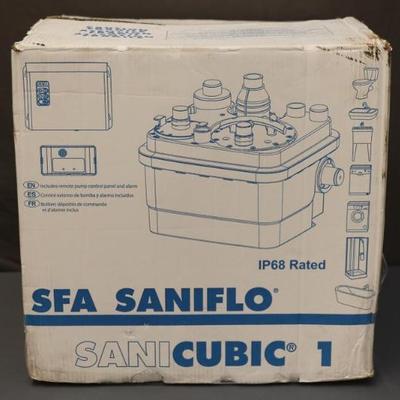 EN Includes remote pump control panel and alarm
ES Control externo de bomba y alarma incluidos
FR Boîtier déporté de commande
et d'alarme inclus
IP68 Rated
SFA SANIFLO®
SANICUBIC® 1